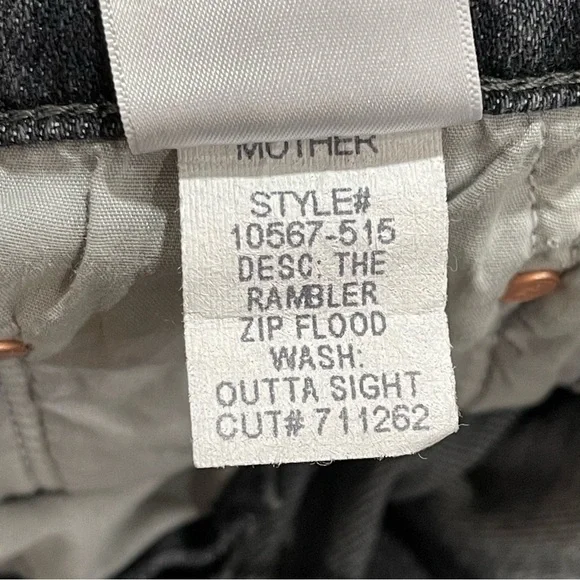 MOTHER
STYLE#
10567-515
DESC: THE
RAMBLER
ZIP FLOOD
WASH:
OUTTA SIGHT
CUT# 711262